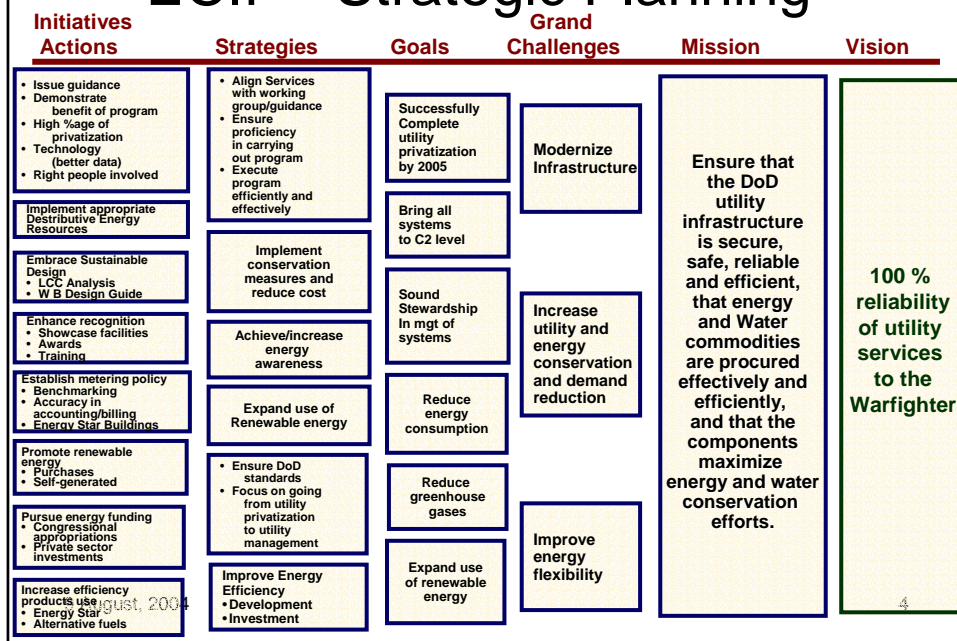 Strategic Planning
Initiatives
Actions
Strategies
Goals
Grand
Challenges
Mission
Vision
• Issue guidance
• Demonstrate
benefit of program
• High %age of
privatization
• Technology
(better data)
• Right people involved
Implement appropriate
Destributive Energy
Resources
Embrace Sustainable
Design
• LCC Analysis
• W B Design Guide
Enhance recognition
• Showcase facilities
• Awards
• Training
Establish metering policy
• Benchmarking
• Accuracy in
accounting/billing
• Energy Star Buildings
Promote renewable
energy
• Purchases
• Self-generated
Pursue energy funding
• Congressional
appropriations
• Private sector
investments
Increase efficiency
products use
• Energy Star
• Alternative fuels
• Align Services
with working
group/guidance
• Ensure
proficiency
in carrying
out program
• Execute
program
efficiently and
effectively
Implement
conservation
measures and
reduce cost
Achieve/increase
energy
awareness
Expand use of
Renewable energy
• Ensure DoD
standards
• Focus on going
from utility
privatization
to utility
management
Improve Energy
Efficiency
• Development
• Investment
Successfully
Complete
utility
privatization
by 2005
Bring all
systems
to C2 level
Sound
Stewardship
In mgt of
systems
Reduce
energy
consumption
Reduce
greenhouse
gases
Expand use
of renewable
energy
Modernize
Infrastructure
Increase
utility and
energy
conservation
and demand
reduction
Improve
energy
flexibility
Ensure that
the DoD
utility
infrastructure
is secure,
safe, reliable
and efficient,
that energy
and Water
commodities
are procured
effectively and
efficiently,
and that the
components
maximize
energy and water
conservation
efforts.
100 %
reliability
of utility
services
to the
Warfighter
August, 2004
4